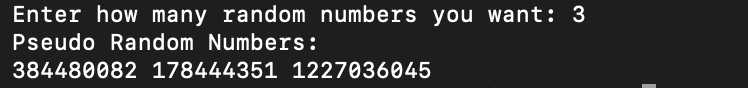 Enter how many random numbers you want: 3
Pseudo Random Numbers:
384480082 178444351 1227036045